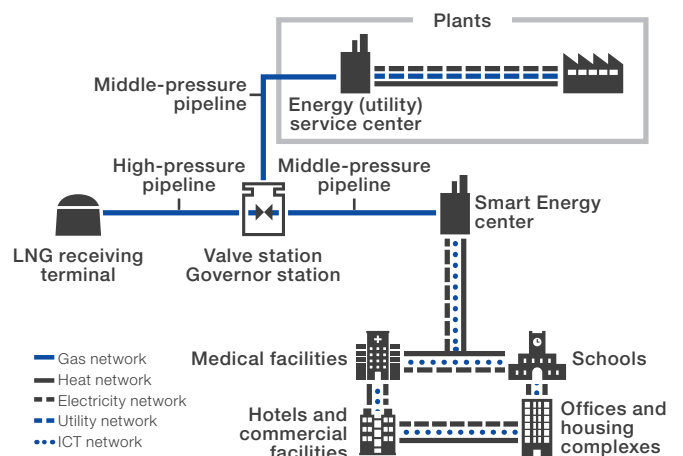 Plants
Middle-pressure
pipeline
Energy (utility)
service center
High-pressure
pipeline
Middle-pressure
pipeline
Smart Energy
center
LNG receiving
terminal
Valve station
Governor station
Medical facilities
Schools
Gas network
Heat network
Electricity network
Utility network
ICT network
Hotels and
commercial
facilities
Offices and
housing
complexes